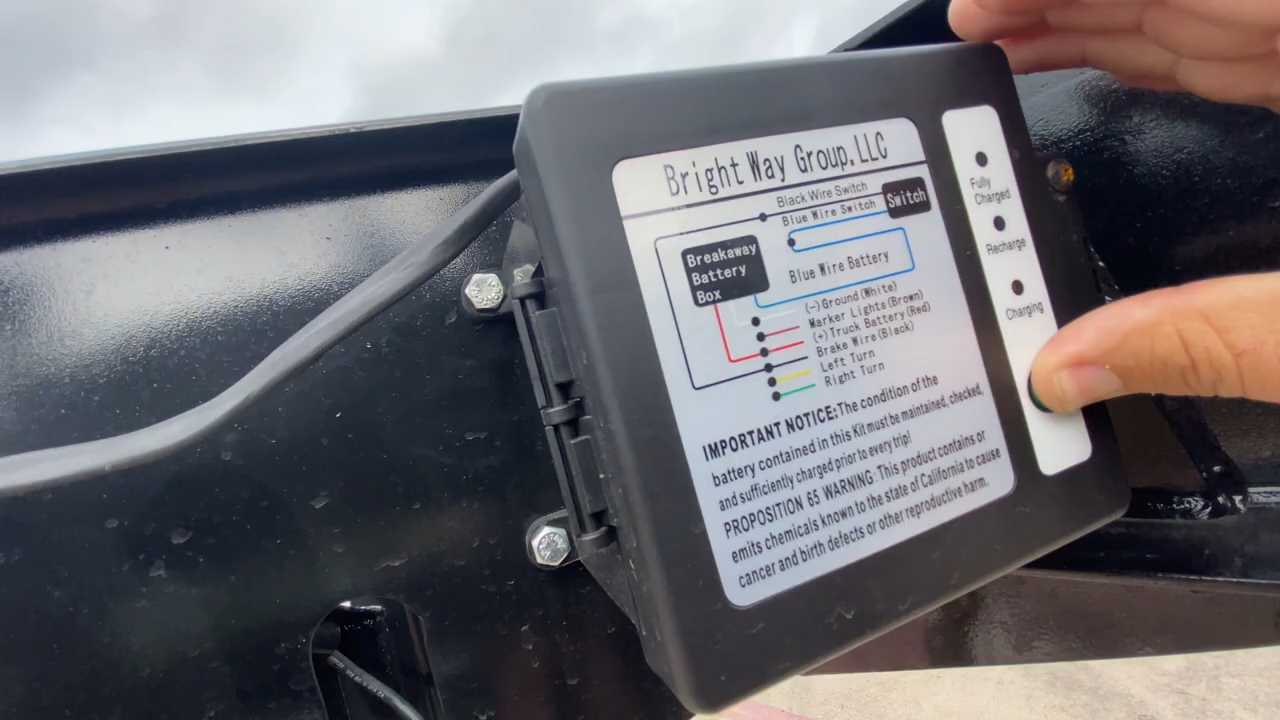 Bright Way Group.LLC
Black Wire Switch
Blue Wire Switch
Switch
Breakaway
Battery
Box
Blue Wire Battery
(-) Ground (White)
Marker Lights (Brown)
(+) Truck Battery (Red)
Brake Wire (Black)
Left Turn
Right Turn
IMPORTANT NOTICE: The condition of the
battery contained in this Kit must be maintained, checked,
and sufficiently charged prior to every trip!
PROPOSITION 65 WARNING: This product contains or
emits chemicals known to the state of California to cause
cancer and birth defects or other reproductive harm.
Fully
Charged
Recharge
Charging